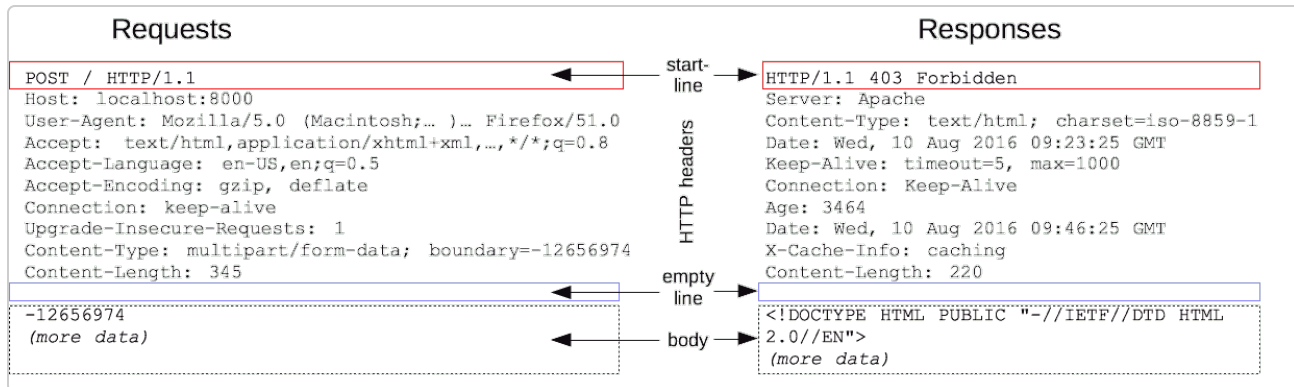 Requests
POST / HTTP/1.1
Host: localhost:8000
User-Agent: Mozilla/5.0 (Macintosh;… )… Firefox/51.0
Accept: text/html,application/xhtml+xml,…,*/*;q=0.8
Accept-Language: en-US,en;q=0.5
Accept-Encoding: gzip, deflate
Connection: keep-alive
Upgrade-Insecure-Requests: 1
Content-Type: multipart/form-data; boundary=-12656974
Content-Length: 345
-12656974
(more data)
start-
line
HTTP headers
empty
line
body
Responses
HTTP/1.1 403 Forbidden
Server: Apache
Content-Type: text/html; charset=iso-8859-1
Date: Wed, 10 Aug 2016 09:23:25 GMT
Keep-Alive: timeout=5, max=1000
Connection: Keep-Alive
Age: 3464
Date: Wed, 10 Aug 2016 09:46:25 GMT
X-Cache-Info: caching
Content-Length: 220
<!DOCTYPE HTML PUBLIC "-//IETF//DTD HTML
2.0//EN">
(more data)